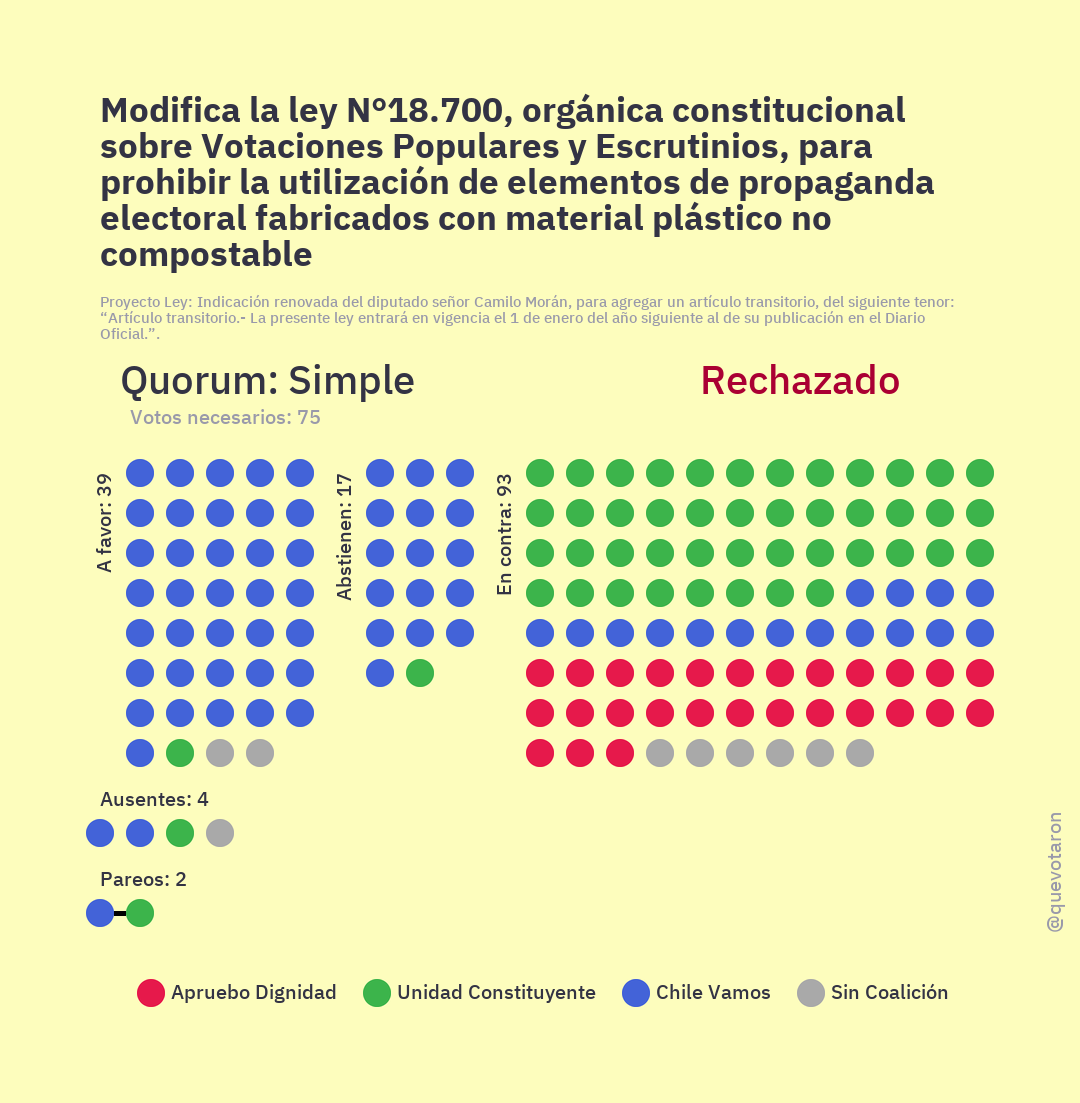 Modifica la ley N°18.700, orgánica constitucional
sobre Votaciones Populares y Escrutinios, para
prohibir la utilización de elementos de propaganda
electoral fabricados con material plástico no
compostable
Proyecto Ley: Indicación renovada del diputado señor Camilo Morán, para agregar un artículo transitorio, del siguiente tenor:
“Artículo transitorio.- La presente ley entrará en vigencia el 1 de enero del año siguiente al de su publicación en el Diario
Oficial.”.
Quorum: Simple
Rechazado
Votos necesarios: 75
A favor: 39
Abstienen: 17
En contra: 93
Ausentes: 4
Pareos: 2
@quevotaron
Apruebo Dignidad
Unidad Constituyente
Chile Vamos
Sin Coalición